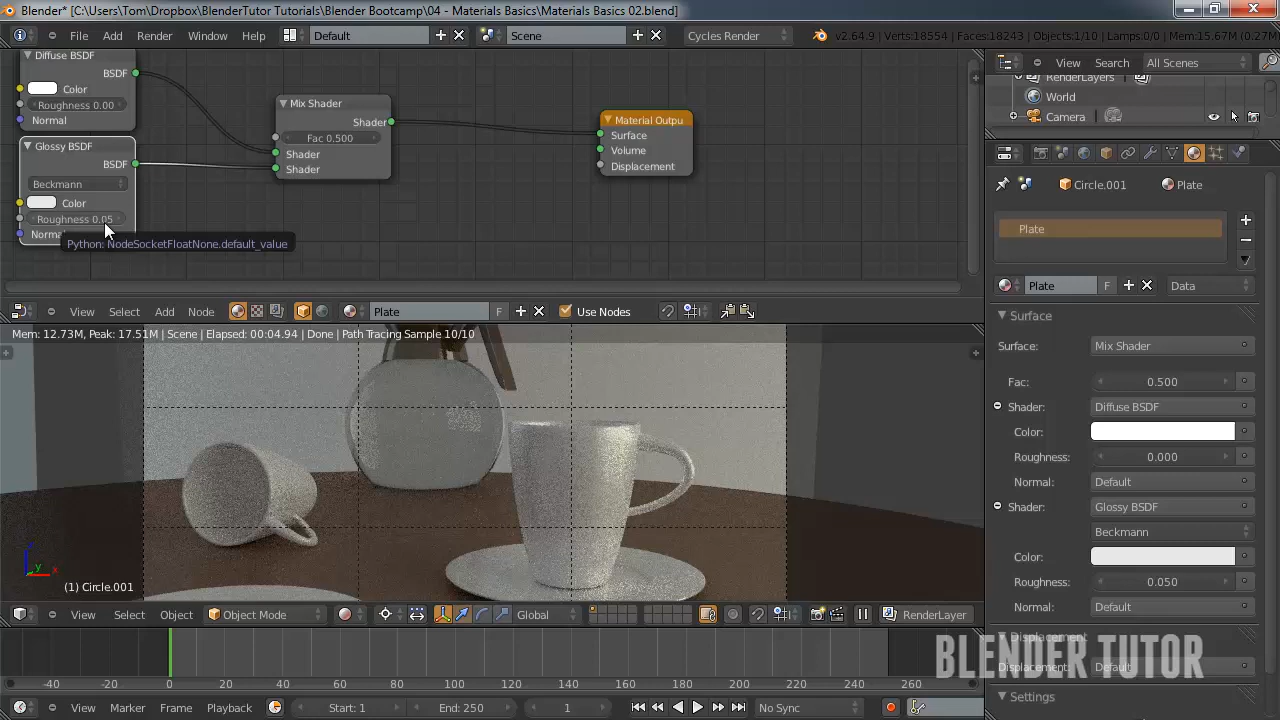 Blender* [C:\Users\Tom\Dropbox\BlenderTutor Tutorials\Blender Bootcamp\04 - Materials Basics\Materials Basics 02.blend]
File Add Render Window Help Default Scene Cycles Render v2.64.9 | Verts:18554 | Faces:18243 | Objects:1/10 | Lamps:0/0 | Mem:15.67M (0.27M
View Search All Scenes
RenderLayers
World
Camera
Diffuse BSDF
BSDF
Color
Roughness 0.00
Normal
Glossy BSDF
BSDF
Beckmann
Color
Roughness 0.05
Norma
Python: NodeSocketFloatNone.default_value
Mix Shader
Shader
Fac 0.500
Shader
Shader
Material Outpu
Surface
Volume
Displacement
View Select Add Node Plate F Use Nodes
Mem: 12.73M, Peak: 17.51M | Scene | Elapsed: 00:04.94 | Done | Path Tracing Sample 10/10
z
y
x
(1) Circle.001
View Select Object Object Mode Global RenderLayer
-40 -20 0 20 40 60 80 100 120 140 160 180 200 220 240 260
View Marker Frame Playback Start: 1 End: 250 1 No Sync
Circle.001 Plate
Plate
Plate F Data
Surface
Surface: Mix Shader
Fac: 0.500
Shader: Diffuse BSDF
Color:
Roughness: 0.000
Normal: Default
Shader: Glossy BSDF
Beckmann
Color:
Roughness: 0.050
Normal: Default
Displacement
Displacement: Default
Settings
BLENDER TUTOR